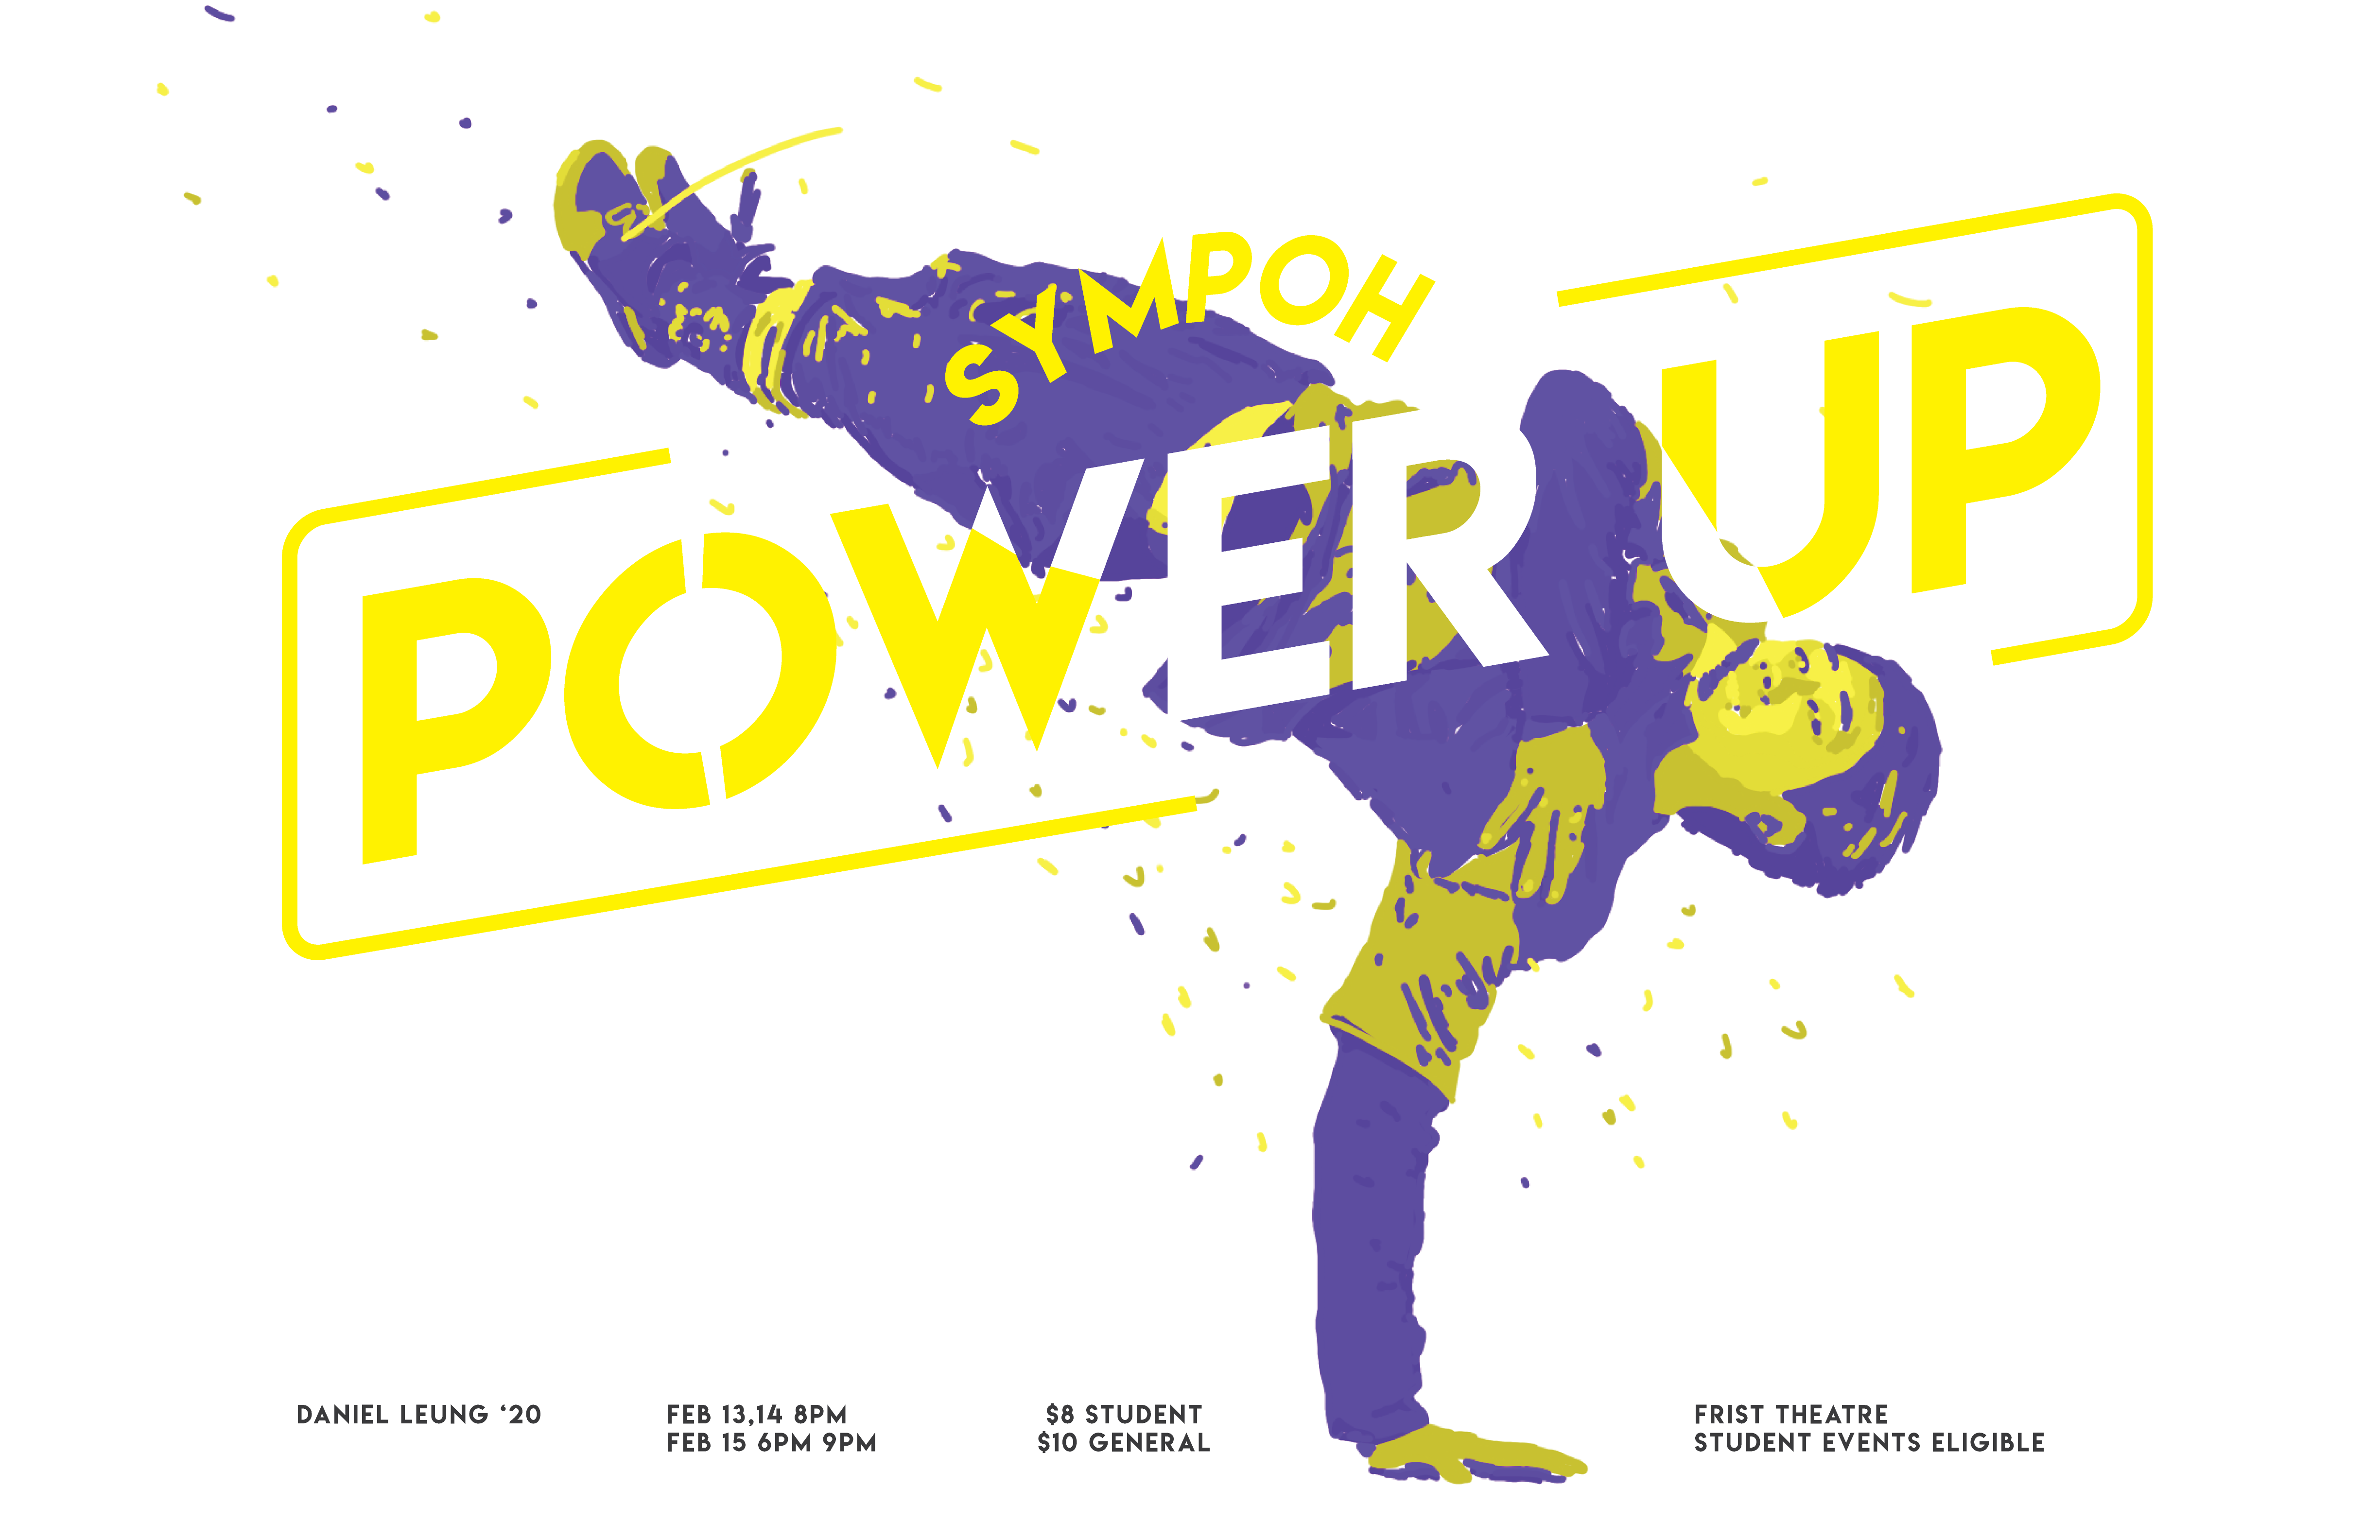 SYMPOH
POWER UP
DANIEL LEUNG ‘20
FEB 13,14 8PM
FEB 15 6PM 9PM
$8 STUDENT
$10 GENERAL
FRIST THEATRE
STUDENT EVENTS ELIGIBLE